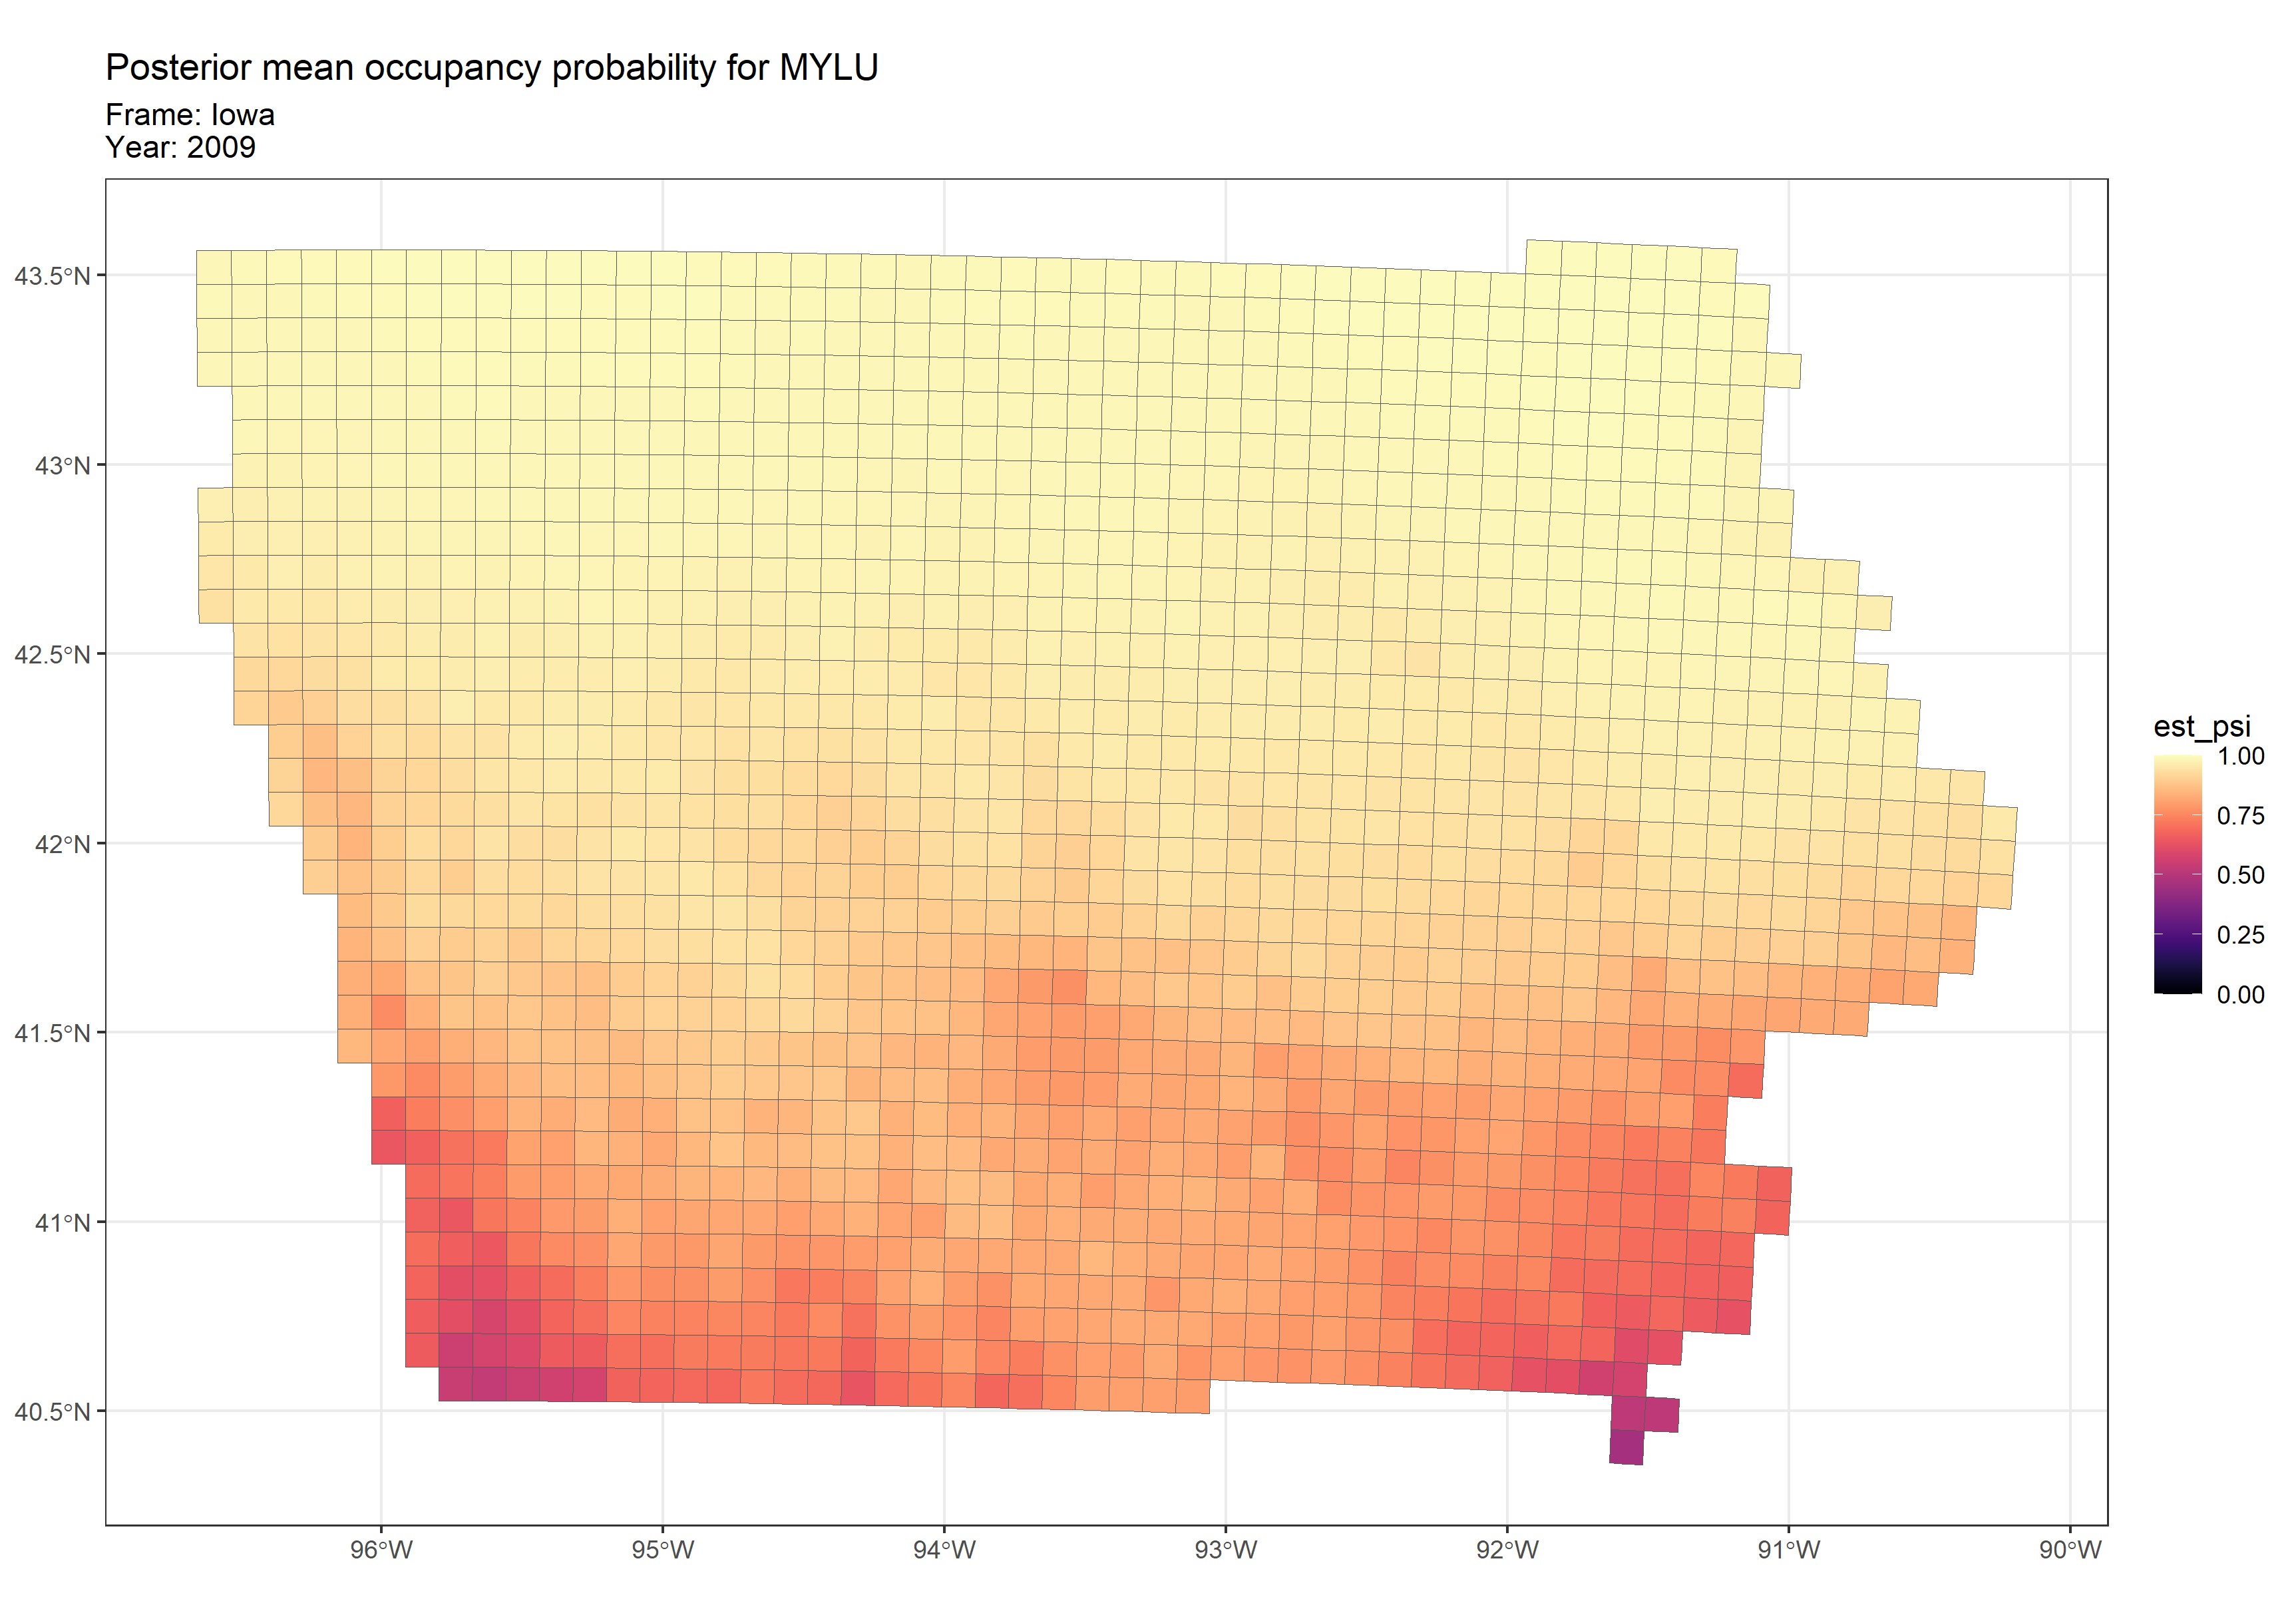 Posterior mean occupancy probability for MYLU
Frame: Iowa
Year: 2009
43.5°N
43°N
42.5°N
42°N
41.5°N
41°N
40.5°N
96°W
95°W
94°W
93°W
92°W
91°W
90°W
est_psi
1.00
0.75
0.50
0.25
0.00